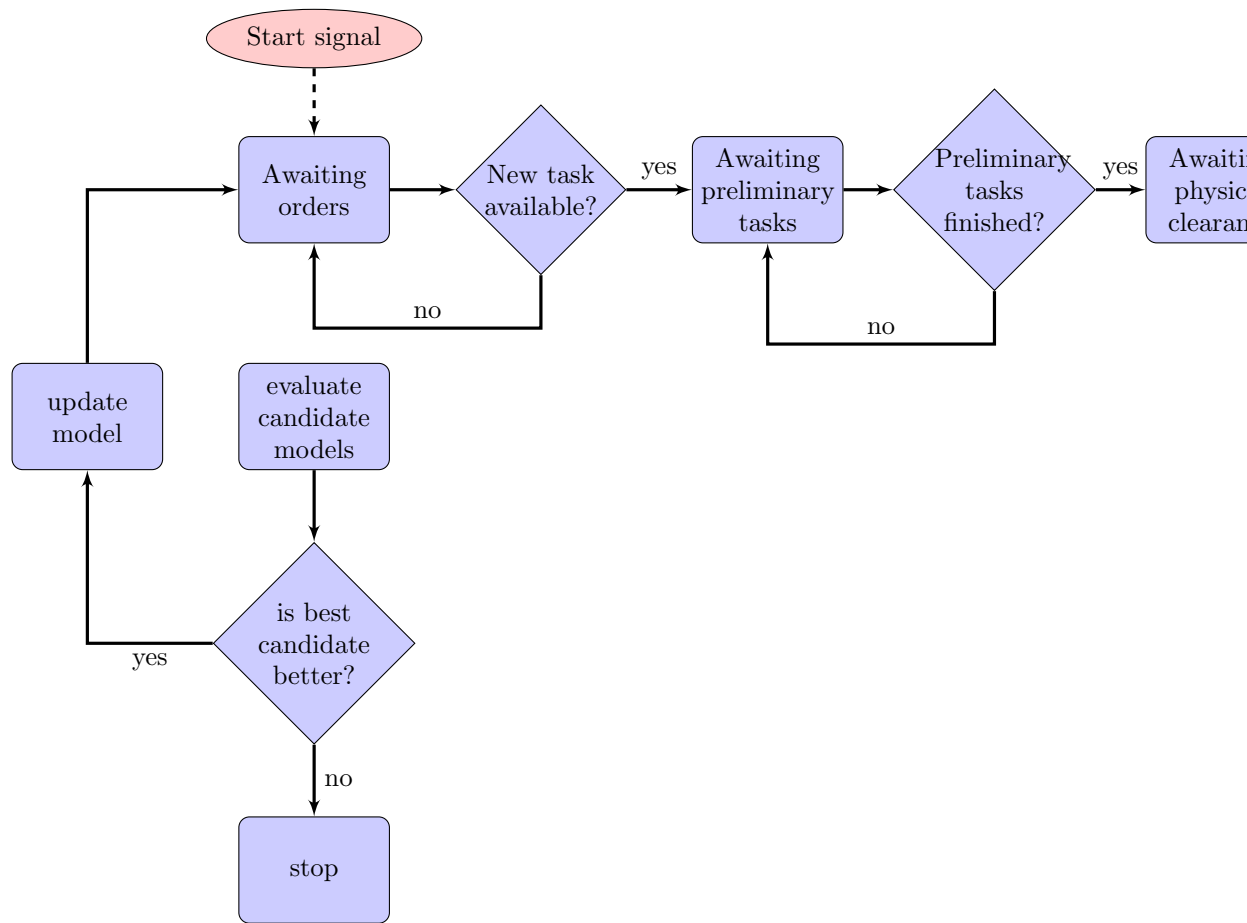 Start signal
Awaiting
orders
New task
available?
yes
no
Awaiting
preliminary
tasks
Preliminary
tasks
finished?
yes
no
update
model
evaluate
candidate
models
is best
candidate
better?
yes
no
stop